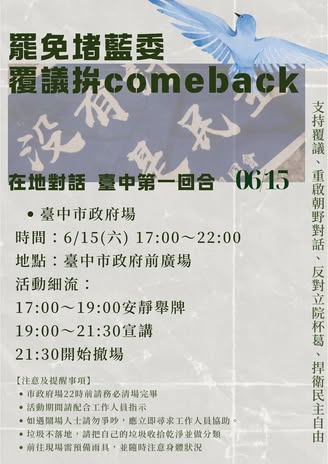 罷免堵藍委
覆議拚comeback
沒有
是民主
在地對話 臺中第一回合 0615
支持覆議、重啟朝野對話、反對立院杯葛、捍衛民主自由
• 臺中市政府場
時間：6/15(六) 17:00～22:00
地點：臺中市政府前廣場
活動細流：
17:00～19:00安靜舉牌
19:00～21:30宣講
21:30開始撤場
【注意及提醒事項】
• 市政府場22時前請務必清場完畢
• 活動期間請配合工作人員指示
• 如遇鬧場人士請勿爭吵，應立即尋求工作人員協助。
• 垃圾不落地，請把自己的垃圾收拾乾淨並做分類
• 前往現場需預備雨具，並隨時注意身體狀況